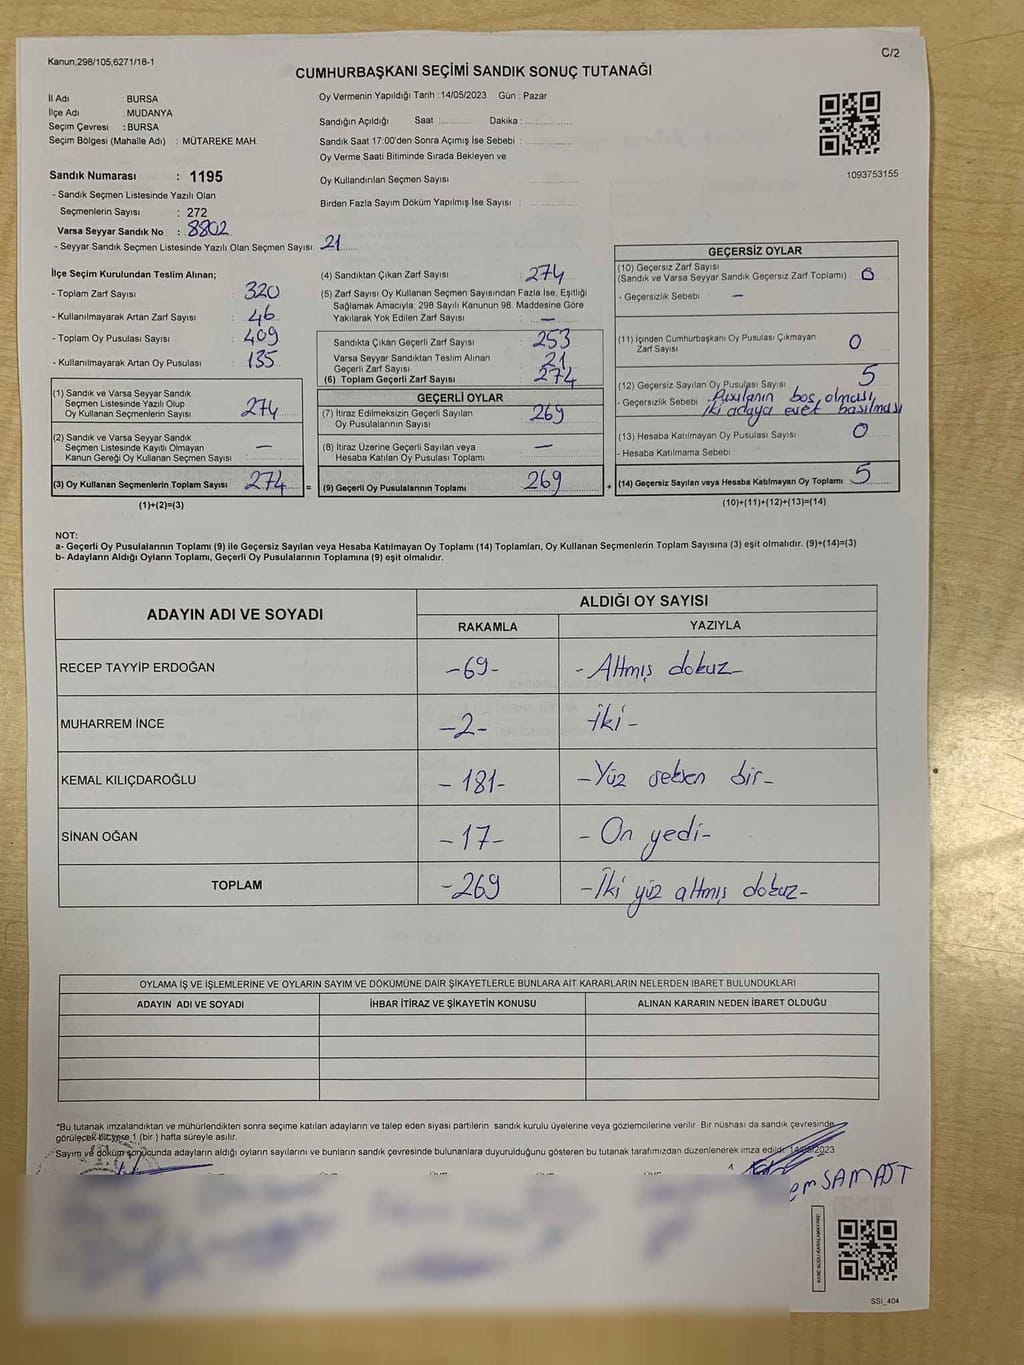 Kanun,298/105,6271/18-1
C/2
CUMHURBAŞKANI SEÇİMİ SANDIK SONUÇ TUTANAĞI
İl Adı : BURSA
İlçe Adı : MUDANYA
Seçim Çevresi : BURSA
Seçim Bölgesi (Mahalle Adı) : MÜTAREKE MAH.
Sandık Numarası : 1195
- Sandık Seçmen Listesinde Yazılı Olan
Seçmenlerin Sayısı : 272
Varsa Seyyar Sandık No : 8802
- Seyyar Sandık Seçmen Listesinde Yazılı Olan Seçmen Sayısı: 21
Oy Vermenin Yapıldığı Tarih : 14/05/2023 Gün : Pazar
Sandığın Açıldığı Saat :........... Dakika :................
Sandık Saat 17:00'den Sonra Açımış İse Sebebi :................
Oy Verme Saati Bitiminde Sırada Bekleyen ve
Oy Kullandırılan Seçmen Sayısı :................
Birden Fazla Sayım Döküm Yapılmış İse Sayısı :................
1093753155
İlçe Seçim Kurulundan Teslim Alınan;
- Toplam Zarf Sayısı : 320
- Kullanılmayarak Artan Zarf Sayısı : 46
- Toplam Oy Pusulası Sayısı : 409
- Kullanılmayarak Artan Oy Pusulası : 135
(1) Sandık ve Varsa Seyyar Sandık
Seçmen Listesinde Yazılı Olup
Oy Kullanan Seçmenlerin Sayısı : 274
(2) Sandık ve Varsa Seyyar Sandık
Seçmen Listesinde Kayıtlı Olmayan
Kanun Gereği Oy Kullanan Seçmen Sayısı : —
(3) Oy Kullanan Seçmenlerin Toplam Sayısı : 274
(1)+(2)=(3)
(4) Sandıktan Çıkan Zarf Sayısı : 274
(5) Zarf Sayısı Oy Kullanan Seçmen Sayısından Fazla İse, Eşitliği
Sağlamak Amacıyla; 298 Sayılı Kanunun 98. Maddesine Göre
Yakılarak Yok Edilen Zarf Sayısı : —
Sandıkta Çıkan Geçerli Zarf Sayısı : 253
Varsa Seyyar Sandıktan Teslim Alınan
Geçerli Zarf Sayısı : 21
(6) Toplam Geçerli Zarf Sayısı : 274
GEÇERLİ OYLAR
(7) İtiraz Edilmeksizin Geçerli Sayılan
Oy Pusulasının Sayısı : 269
(8) İtiraz Üzerine Geçerli Sayılan veya
Hesaba Katılan Oy Pusulası Toplamı : —
= (9) Geçerli Oy Pusulalarının Toplamı : 269
GEÇERSİZ OYLAR
(10) Geçersiz Zarf Sayısı
(Sandık ve Varsa Seyyar Sandık Geçersiz Zarf Toplamı) : 0
- Geçersizlik Sebebi : —
(11) İçinden Cumhurbaşkanı Oy Pusulası Çıkmayan
Zarf Sayısı : 0
(12) Geçersiz Sayılan Oy Pusulası Sayısı : 5
- Geçersizlik Sebebi : Pusulanın boş olması,
iki adaya evet basılması
(13) Hesaba Katılmayan Oy Pusulası Sayısı : 0
- Hesaba Katılmama Sebebi :
+ (14) Geçersiz Sayılan veya Hesaba Katılmayan Oy Toplamı : 5
(10)+(11)+(12)+(13)=(14)
NOT:
a- Geçerli Oy Pusulalarının Toplamı (9) ile Geçersiz Sayılan veya Hesaba Katılmayan Oy Toplamı (14) Toplamları, Oy Kullanan Seçmenlerin Toplam Sayısına (3) eşit olmalıdır. (9)+(14)=(3)
b- Adayların Aldığı Oyların Toplamı, Geçerli Oy Pusulalarının Toplamına (9) eşit olmalıdır.
ADAYIN ADI VE SOYADI
ALDIĞI OY SAYISI
RAKAMLA YAZIYLA
RECEP TAYYİP ERDOĞAN -69- - Altmış dokuz-
MUHARREM İNCE -2- -İki-
KEMAL KILIÇDAROĞLU -181- -Yüz seksen bir-
SİNAN OĞAN -17- -On yedi-
TOPLAM -269 -İki yüz altmış dokuz-
OYLAMA İŞ VE İŞLEMLERİNE VE OYLARIN SAYIM VE DÖKÜMÜNE DAİR ŞİKAYETLERLE BUNLARA AİT KARARLARIN NELERDEN İBARET BULUNDUKLARI
ADAYIN ADI VE SOYADI İHBAR İTİRAZ VE ŞİKAYETİN KONUSU ALINAN KARARIN NEDEN İBARET OLDUĞU
*Bu tutanak imzalandıktan ve mühürlendikten sonra seçime katılan adayların ve talep eden siyasi partilerin sandık kurulu üyelerine veya gözlemcilerine verilir. Bir nüshası da sandık çevresinde
görülecek bir yere 1 (bir ) hafta süreyle asılır.
Sayım ve döküm sonucunda adayların aldığı oyların sayılarını ve bunların sandık çevresinde bulunanlara duyurulduğunu gösteren bu tutanak tarafımızdan düzenlenerek imza edildi. 14/05/2023
SSI_404